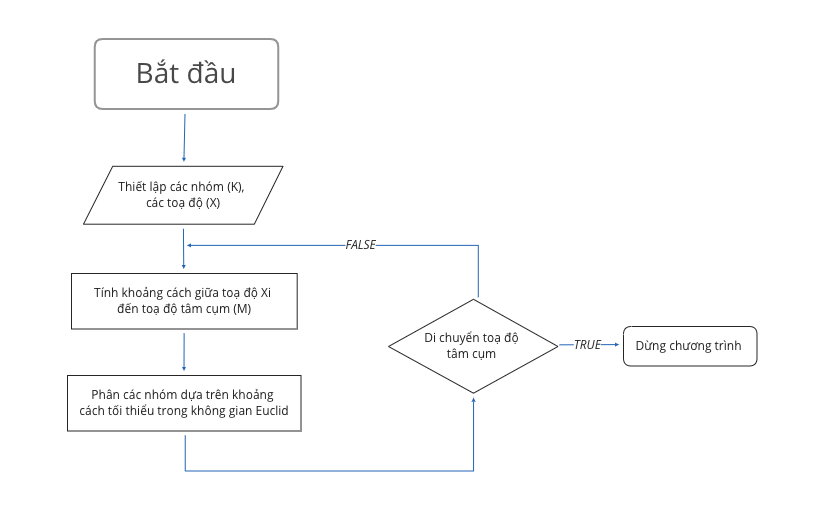 Bắt đầu
Thiết lập các nhóm (K),
các toạ độ (X)
FALSE
Tính khoảng cách giữa toạ độ Xi
đến toạ độ tâm cụm (M)
Di chuyển toạ độ
tâm cụm
TRUE
Dừng chương trình
Phân các nhóm dựa trên khoảng
cách tối thiểu trong không gian Euclid